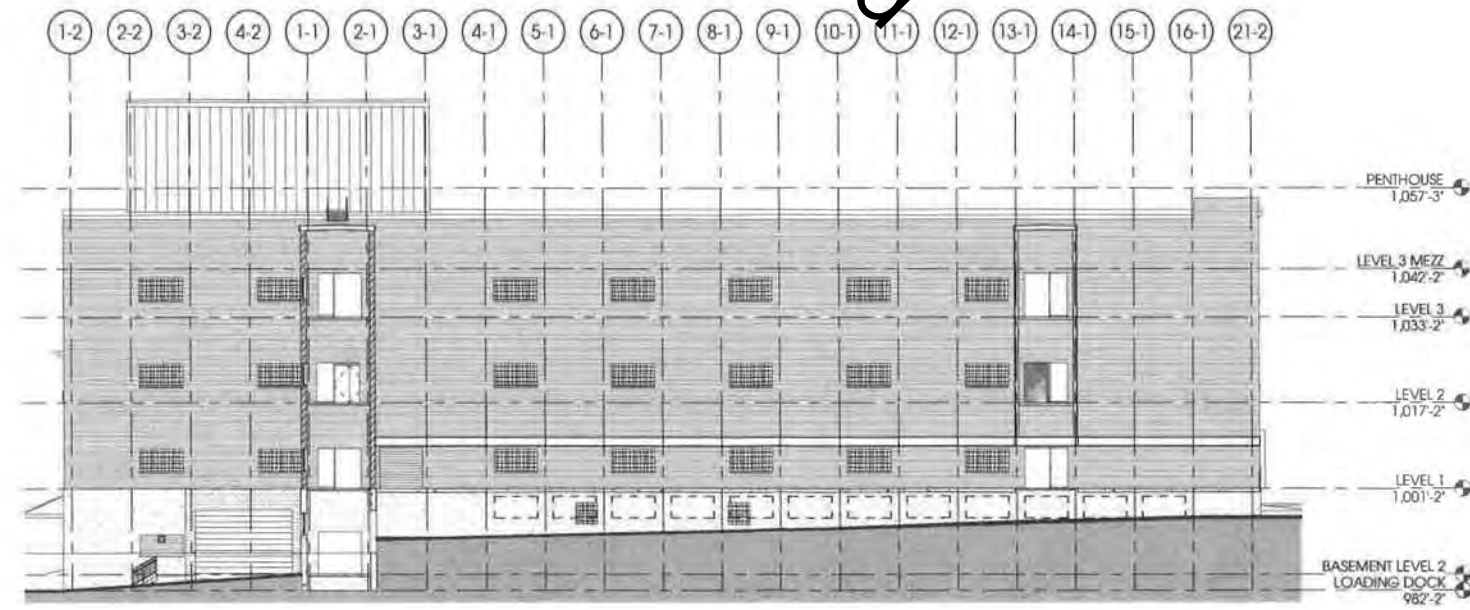 1-2 2-2 3-2 4-2 1-1 2-1 3-1 4-1 5-1 6-1 7-1 8-1 9-1 10-1 11-1 12-1 13-1 14-1 15-1 16-1 21-2
PENTHOUSE
1,057'-3"
LEVEL 3 MEZZ
1,042'-2"
LEVEL 3
1,033'-2"
LEVEL 2
1,017'-2"
LEVEL 1
1,001'-2"
BASEMENT LEVEL 2
LOADING DOCK
982'-2"